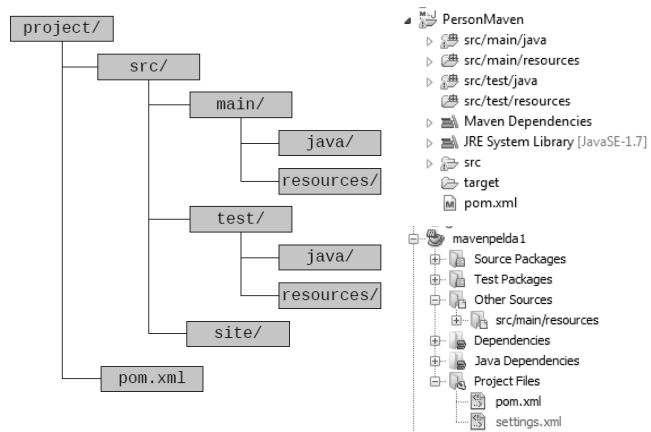 project/
src/
main/
java/
resources/
test/
java/
resources/
site/
pom.xml
PersonMaven
src/main/java
src/main/resources
src/test/java
src/test/resources
Maven Dependencies
JRE System Library [JavaSE-1.7]
src
target
M pom.xml
mavenpelda1
Source Packages
Test Packages
Other Sources
src/main/resources
Dependencies
Java Dependencies
Project Files
pom.xml
settings.xml